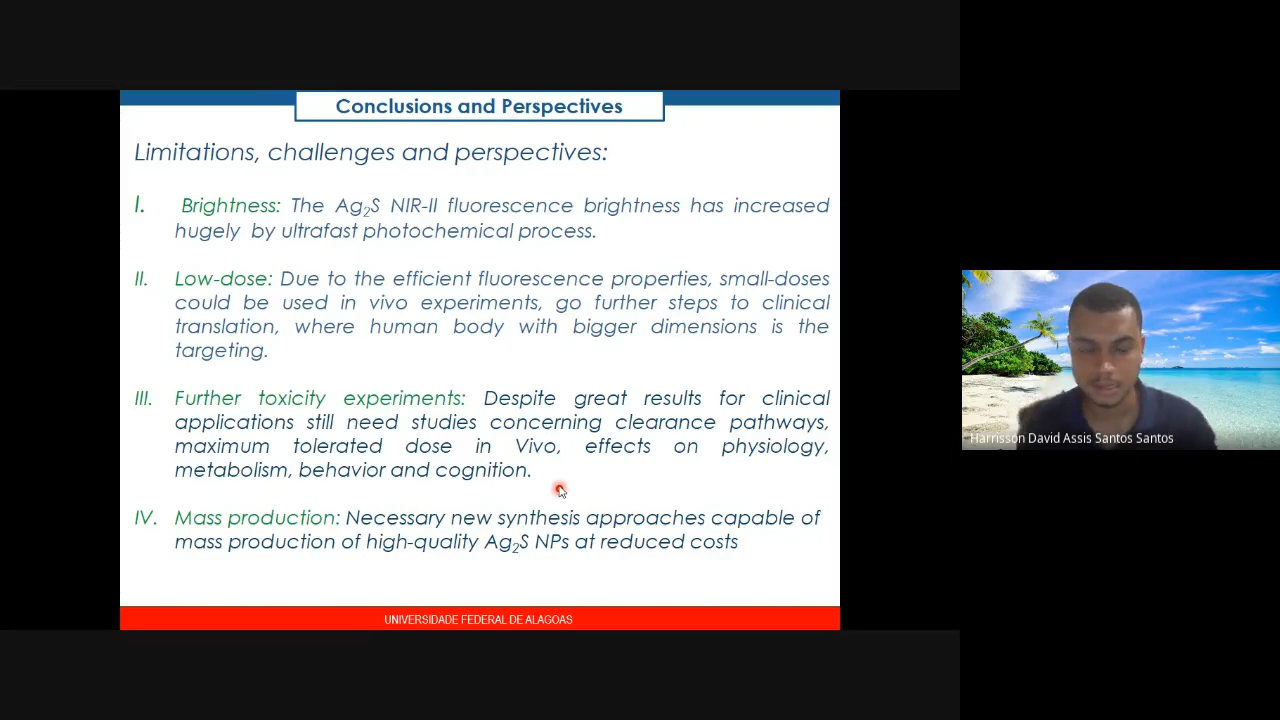 Conclusions and Perspectives
Limitations, challenges and perspectives:
I. Brightness: The Ag₂S NIR-II fluorescence brightness has increased
hugely by ultrafast photochemical process.
II. Low-dose: Due to the efficient fluorescence properties, small-doses
could be used in vivo experiments, go further steps to clinical
translation, where human body with bigger dimensions is the
targeting.
III. Further toxicity experiments: Despite great results for clinical
applications still need studies concerning clearance pathways,
maximum tolerated dose in Vivo, effects on physiology,
metabolism, behavior and cognition.
IV. Mass production: Necessary new synthesis approaches capable of
mass production of high-quality Ag₂S NPs at reduced costs
UNIVERSIDADE FEDERAL DE ALAGOAS
Harrisson David Assis Santos Santos